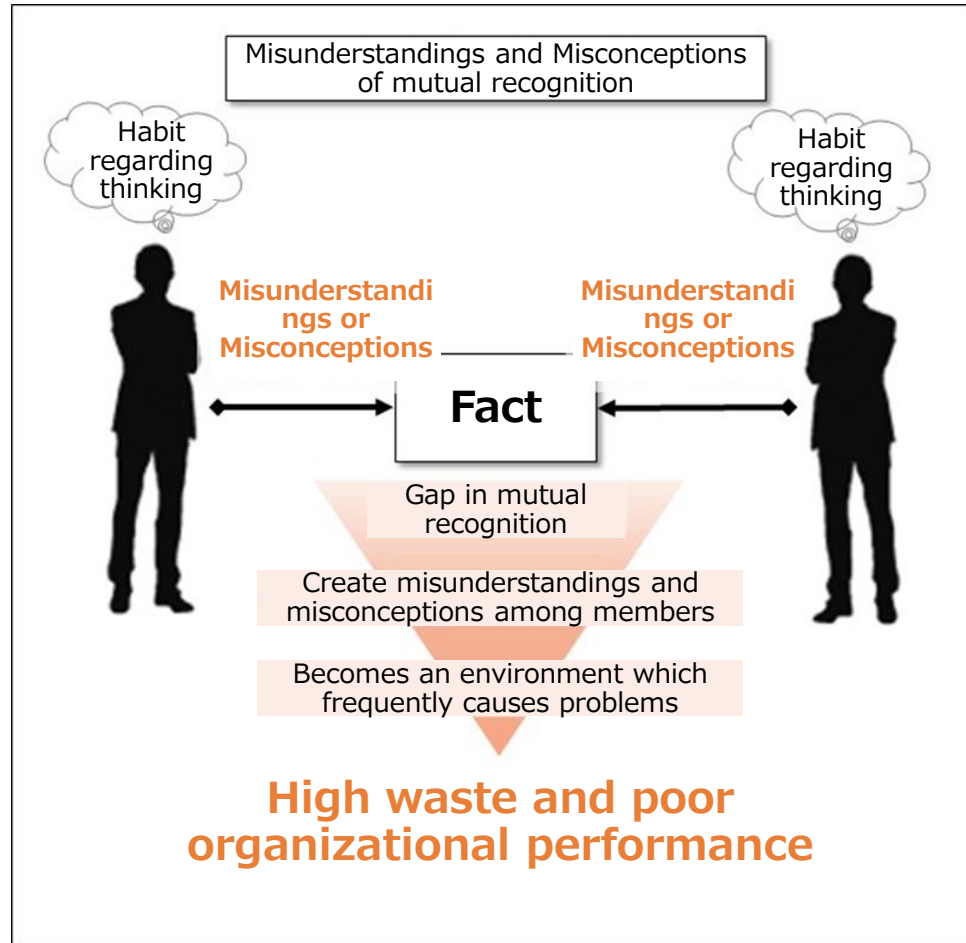 Misunderstandings and Misconceptions
of mutual recognition
Habit
regarding
thinking
Habit
regarding
thinking
Misunderstandi
ngs or
Misconceptions
Misunderstandi
ngs or
Misconceptions
Fact
Gap in mutual
recognition
Create misunderstandings and
misconceptions among members
Becomes an environment which
frequently causes problems
High waste and poor
organizational performance